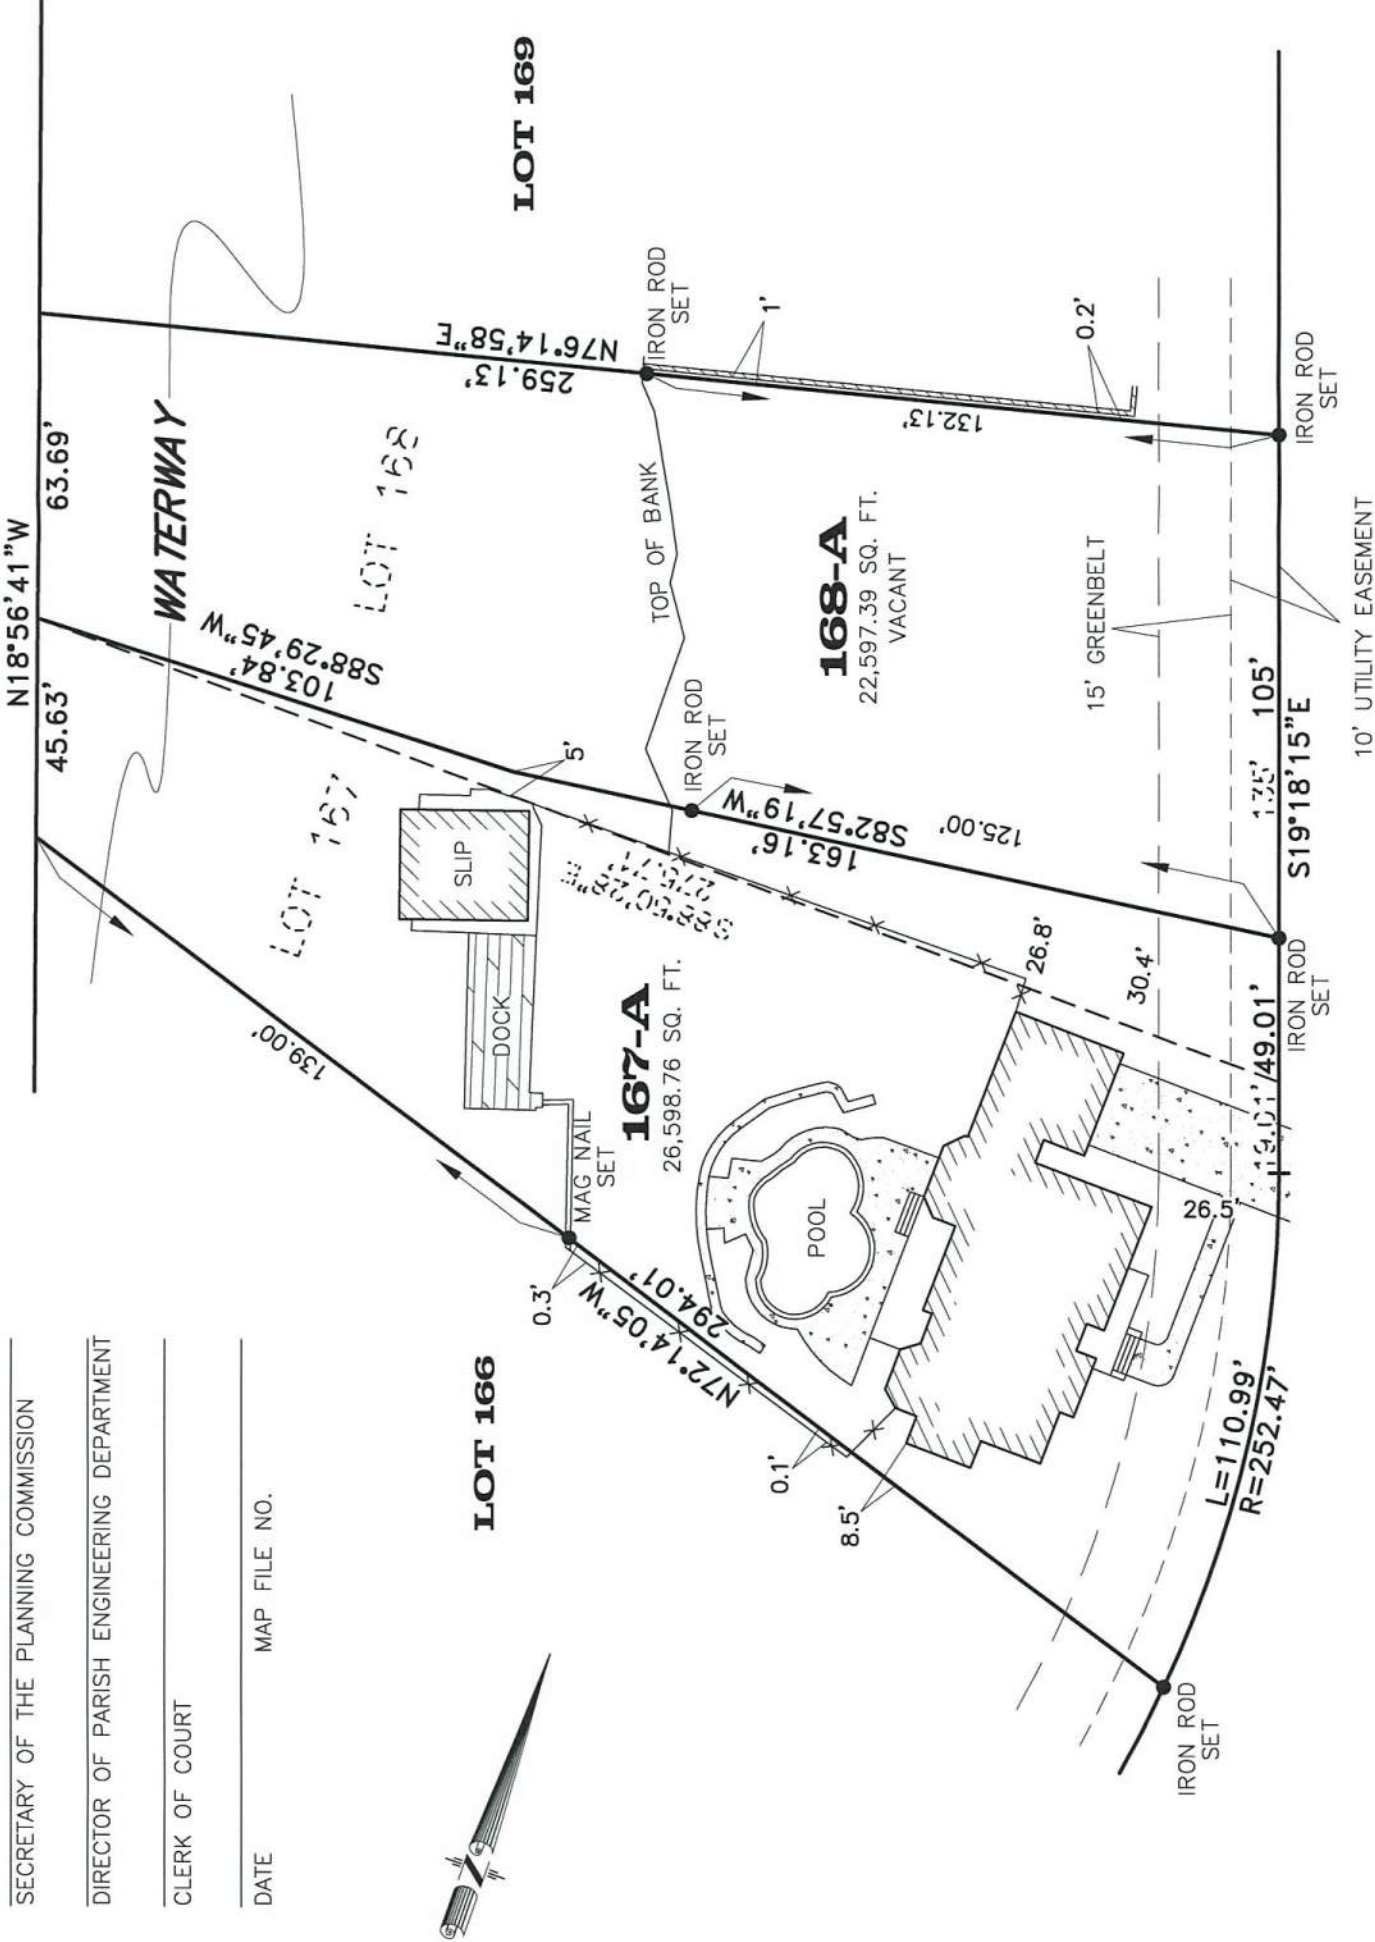 SECRETARY OF THE PLANNING COMMISSION
DIRECTOR OF PARISH ENGINEERING DEPARTMENT
CLERK OF COURT
DATE MAP FILE NO.
N18°56'41"W
45.63'
63.69'
WATERWAY
LOT 166
LOT 167
LOT 168
LOT 169
139.00'
S88°29'45"W
103.84'
N76°14'58"E
259.13'
SLIP
DOCK
5'
TOP OF BANK
IRON ROD
SET
1'
132.13'
0.2'
MAG NAIL
SET
0.3'
N72°14'05"W
294.01'
167-A
26,598.76 SQ. FT.
IRON ROD
SET
S82°57'19"W
163.16'
125.00'
168-A
22,597.39 SQ. FT.
VACANT
POOL
0.1'
8.5'
26.8'
30.4'
26.5'
15' GREENBELT
L=110.99'
R=252.47'
19.01'
49.01'
105'
S19°18'15"E
10' UTILITY EASEMENT
IRON ROD
SET
IRON ROD
SET
IRON ROD
SET